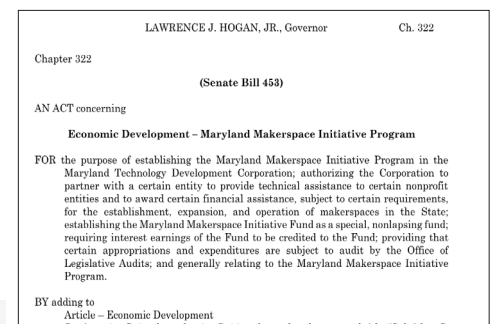 LAWRENCE J. HOGAN, JR., Governor Ch. 322
Chapter 322
(Senate Bill 453)
AN ACT concerning
Economic Development – Maryland Makerspace Initiative Program
FOR the purpose of establishing the Maryland Makerspace Initiative Program in the
Maryland Technology Development Corporation; authorizing the Corporation to
partner with a certain entity to provide technical assistance to certain nonprofit
entities and to award certain financial assistance, subject to certain requirements,
for the establishment, expansion, and operation of makerspaces in the State;
establishing the Maryland Makerspace Initiative Fund as a special, nonlapsing fund;
requiring interest earnings of the Fund to be credited to the Fund; providing that
certain appropriations and expenditures are subject to audit by the Office of
Legislative Audits; and generally relating to the Maryland Makerspace Initiative
Program.
BY adding to
Article – Economic Development